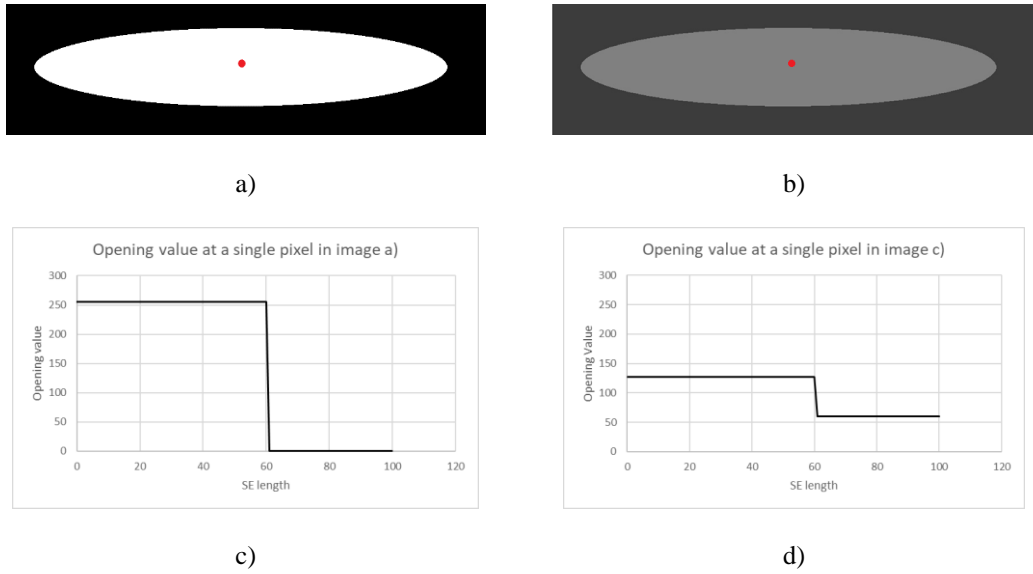 a)
b)
Opening value at a single pixel in image a)
300
250
200
150
100
50
0
Opening value
0 20 40 60 80 100 120
SE length
Opening value at a single pixel in image c)
300
250
200
150
100
50
0
Opening Value
0 20 40 60 80 100 120
SE length
c)
d)